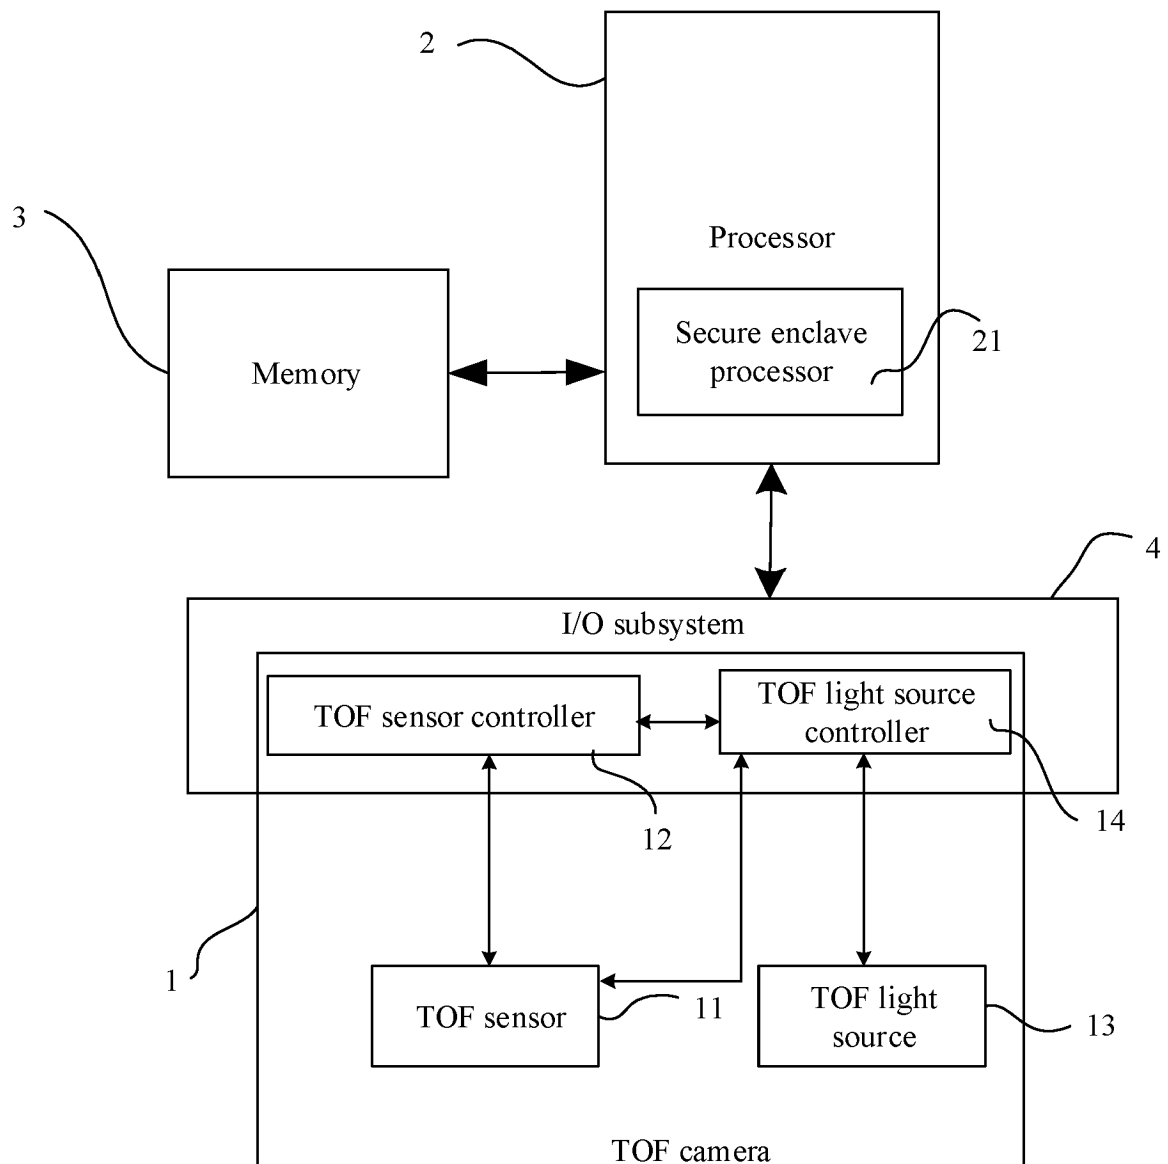 2
3
Processor
Secure enclave
processor
21
Memory
4
I/O subsystem
TOF sensor controller
TOF light source
controller
12
14
1
TOF sensor
11
TOF light
source
13
TOF camera